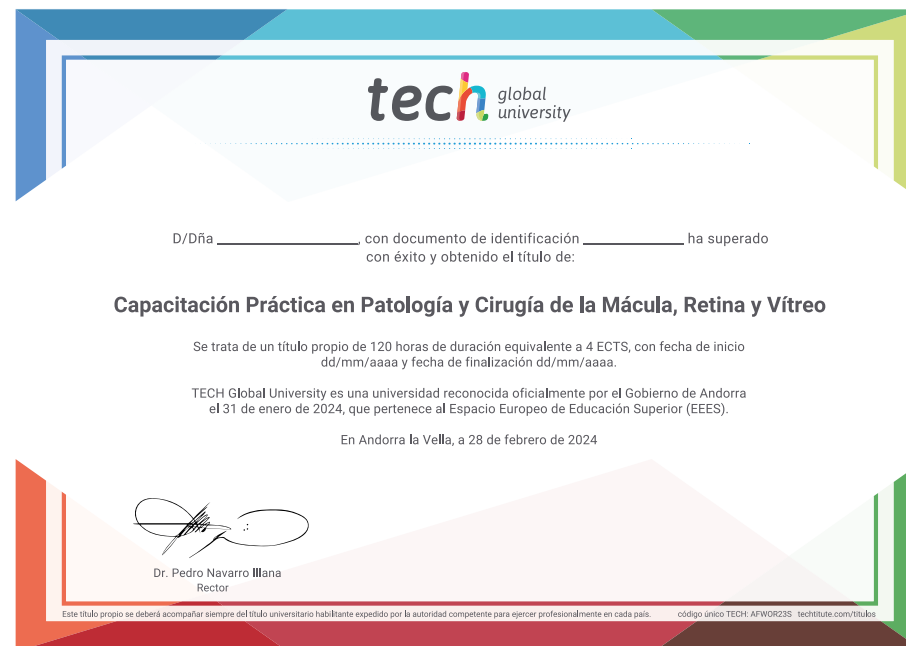 tech global university
D/Dña ______________, con documento de identificación __________ ha superado
con éxito y obtenido el título de:
Capacitación Práctica en Patología y Cirugía de la Mácula, Retina y Vítreo
Se trata de un título propio de 120 horas de duración equivalente a 4 ECTS, con fecha de inicio
dd/mm/aaaa y fecha de finalización dd/mm/aaaa.
TECH Global University es una universidad reconocida oficialmente por el Gobierno de Andorra
el 31 de enero de 2024, que pertenece al Espacio Europeo de Educación Superior (EEES).
En Andorra la Vella, a 28 de febrero de 2024
Dr. Pedro Navarro Illana
Rector
Este título propio se deberá acompañar siempre del título universitario habilitante expedido por la autoridad competente para ejercer profesionalmente en cada país. código único TECH: AFWOR23S techtitute.com/titulos